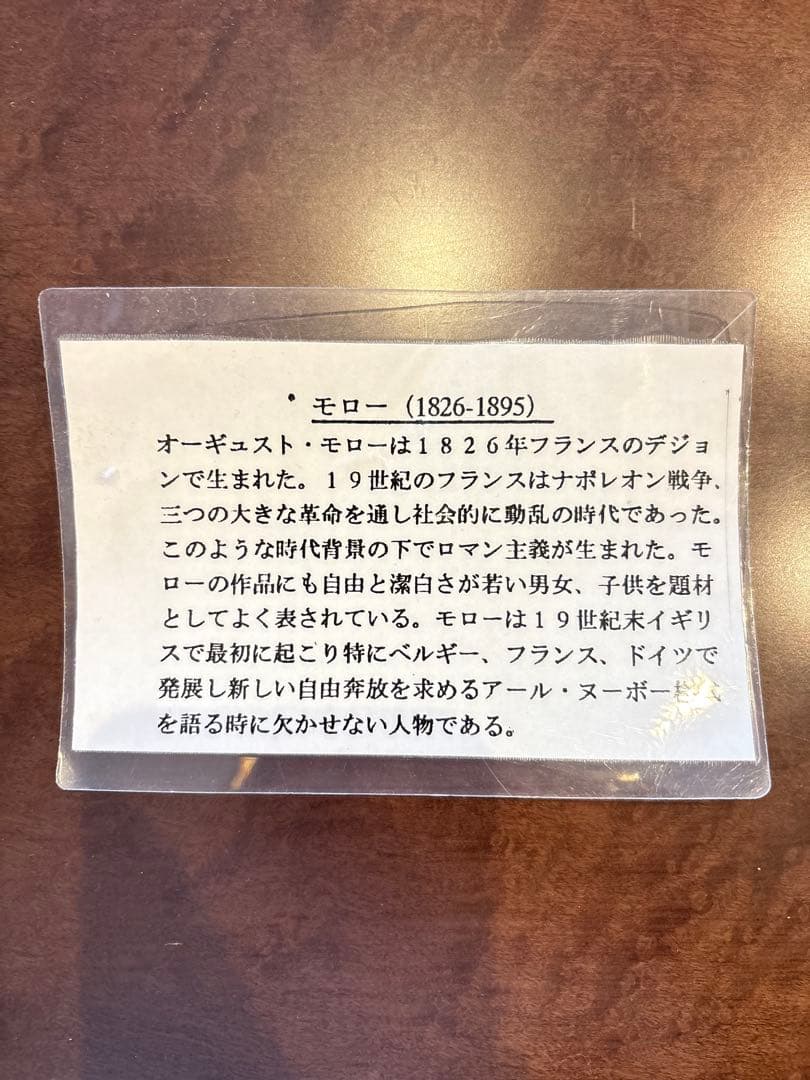 モロー（1826-1895）
オーギュスト・モローは１８２６年フランスのデジョ
ンで生まれた。１９世紀のフランスはナポレオン戦争、
三つの大きな革命を通し社会的に動乱の時代であった。
このような時代背景の下でロマン主義が生まれた。モ
ローの作品にも自由と潔白さが若い男女、子供を題材
としてよく表されている。モローは１９世紀末イギリ
スで最初に起こり特にベルギー、フランス、ドイツで
発展し新しい自由奔放を求めるアール・ヌーボー
を語る時に欠かせない人物である。